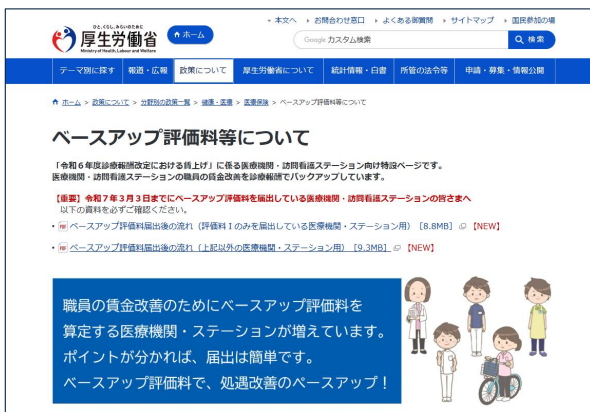 本文へ お問合わせ窓口 よくある御質問 サイトマップ 国民参加の場
ひと、くらし、みらいのために
厚生労働省
Ministry of Health, Labour and Welfare
ホーム
Google カスタム検索
検索
テーマ別に探す 報道・広報 政策について 厚生労働省について 統計情報・白書 所管の法令等 申請・募集・情報公開
ホーム > 政策について > 分野別の政策一覧 > 健康・医療 > 医療保険 > ベースアップ評価料等について
ベースアップ評価料等について
「令和6年度診療報酬改定における賃上げ」に係る医療機関・訪問看護ステーション向け特設ページです。
医療機関・訪問看護ステーションの職員の賃金改善を診療報酬でバックアップしています。
【重要】令和7年3月3日までにベースアップ評価料を届出している医療機関・訪問看護ステーションの皆さまへ
以下の資料を必ずご確認ください。
・ベースアップ評価料届出後の流れ（評価料Ⅰのみを届出している医療機関・ステーション用）［8.8MB］【NEW】
・ベースアップ評価料届出後の流れ（上記以外の医療機関・ステーション用）［9.3MB］【NEW】
職員の賃金改善のためにベースアップ評価料を
算定する医療機関・ステーションが増えています。
ポイントが分かれば、届出は簡単です。
ベースアップ評価料で、処遇改善のペースアップ！